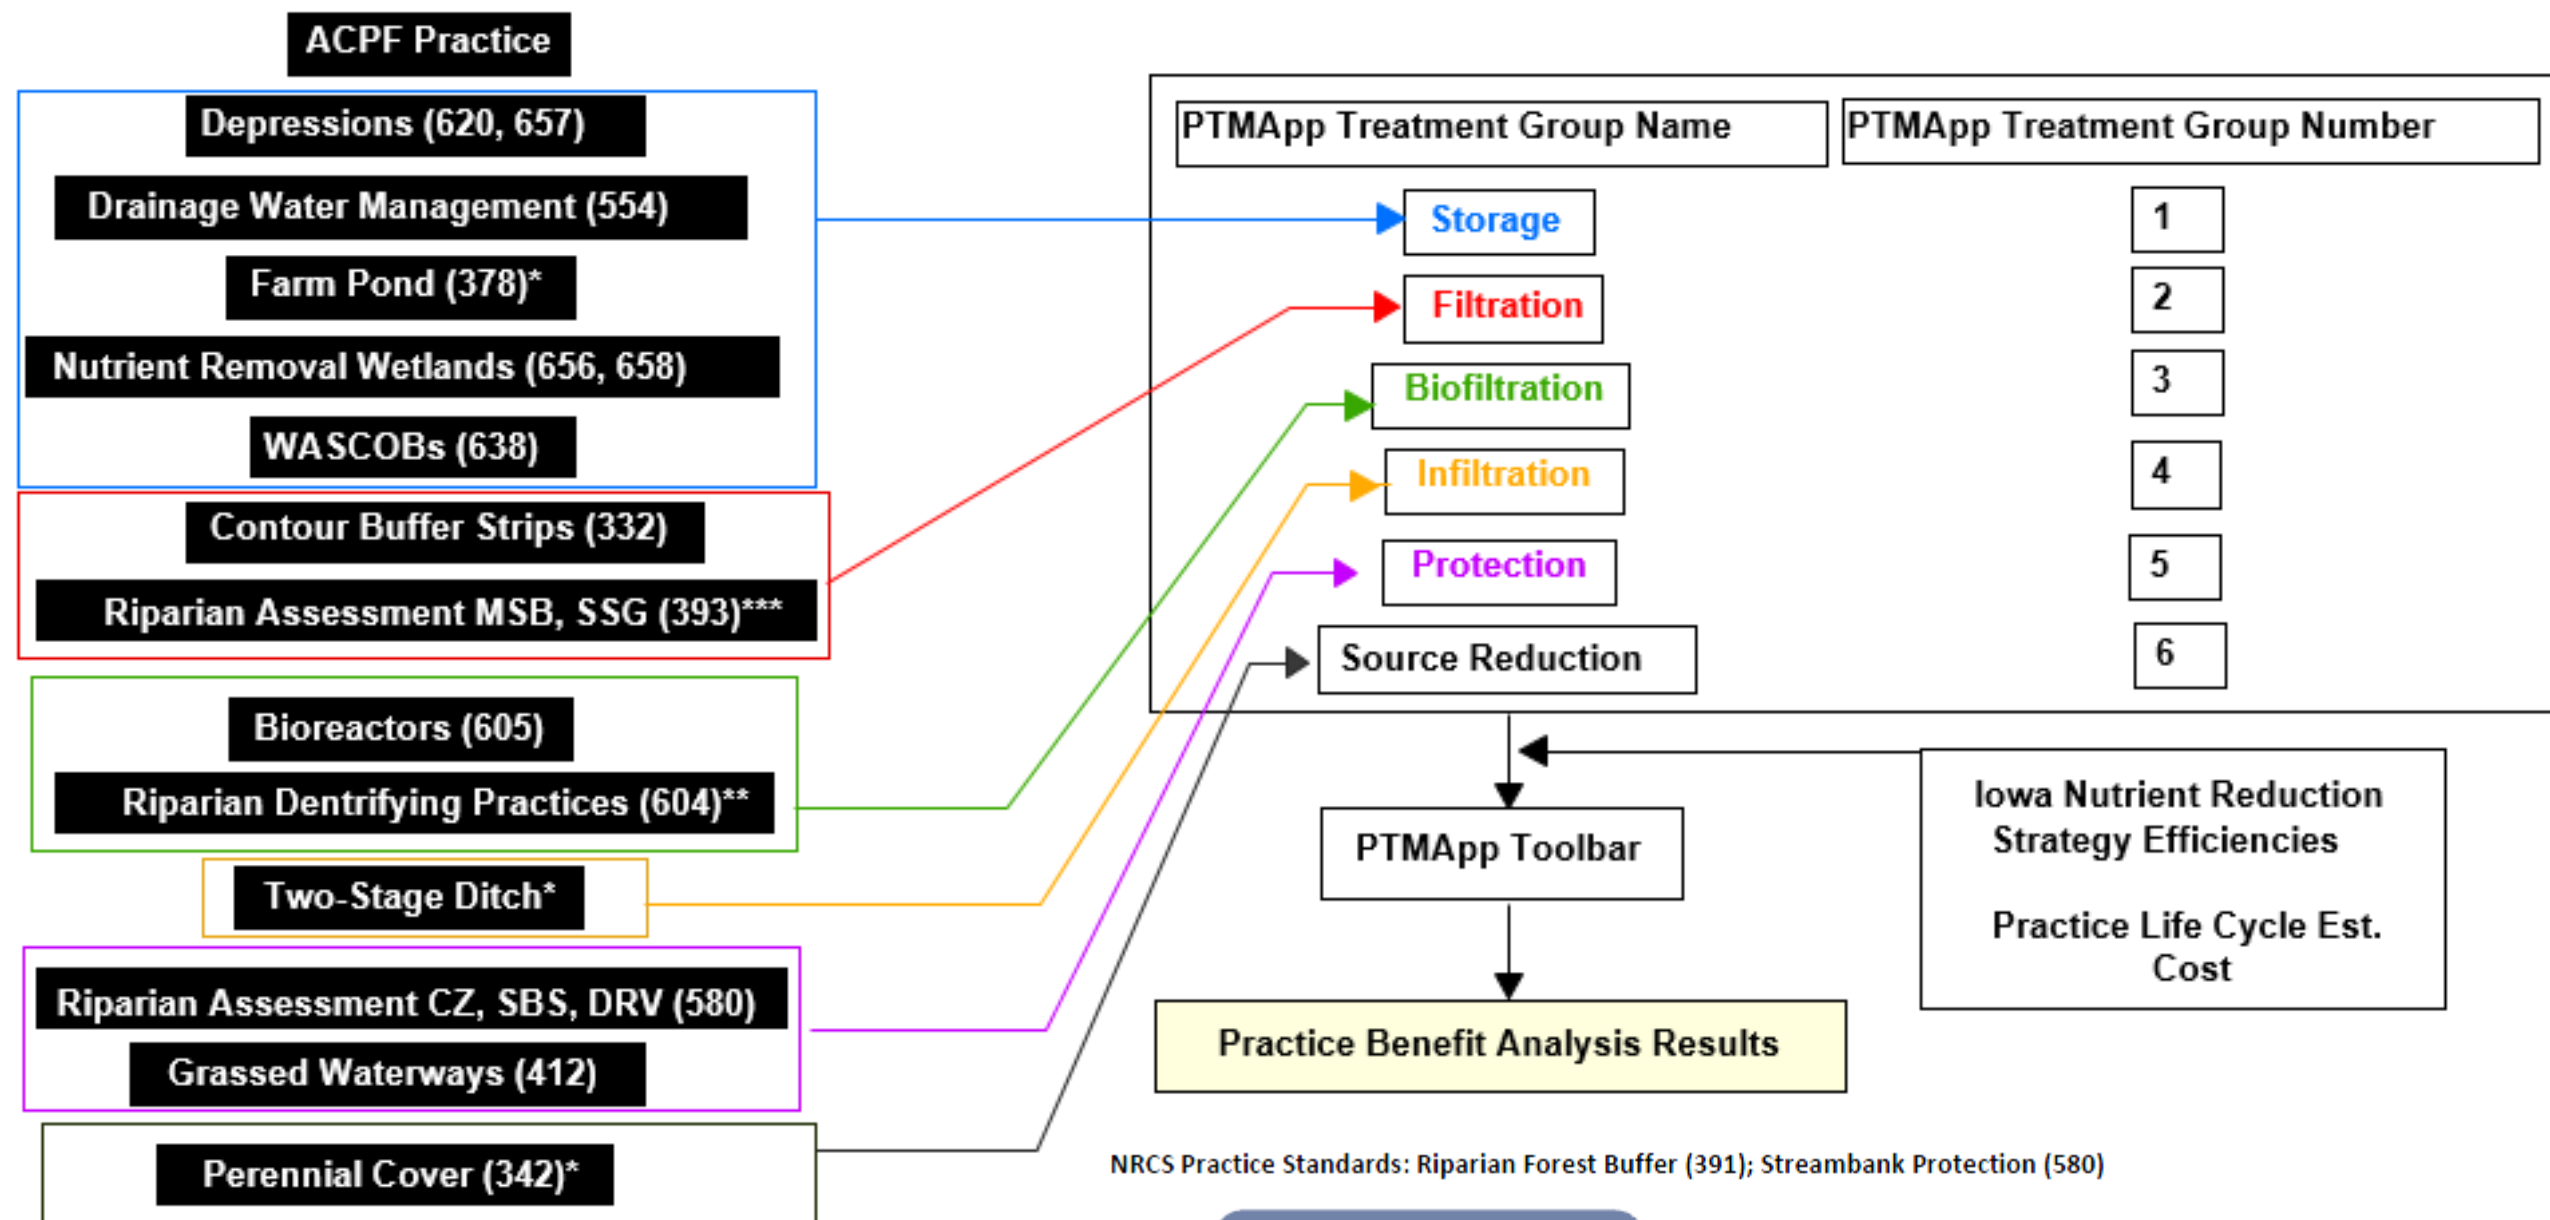 ACPF Practice
Depressions (620, 657)
Drainage Water Management (554)
Farm Pond (378)*
Nutrient Removal Wetlands (656, 658)
WASCOBs (638)
Contour Buffer Strips (332)
Riparian Assessment MSB, SSG (393)***
Bioreactors (605)
Riparian Dentrifying Practices (604)**
Two-Stage Ditch*
Riparian Assessment CZ, SBS, DRV (580)
Grassed Waterways (412)
Perennial Cover (342)*
PTMApp Treatment Group Name
PTMApp Treatment Group Number
Storage
1
Filtration
2
Biofiltration
3
Infiltration
4
Protection
5
Source Reduction
6
Iowa Nutrient Reduction
Strategy Efficiencies
Practice Life Cycle Est.
Cost
PTMApp Toolbar
Practice Benefit Analysis Results
NRCS Practice Standards: Riparian Forest Buffer (391); Streambank Protection (580)